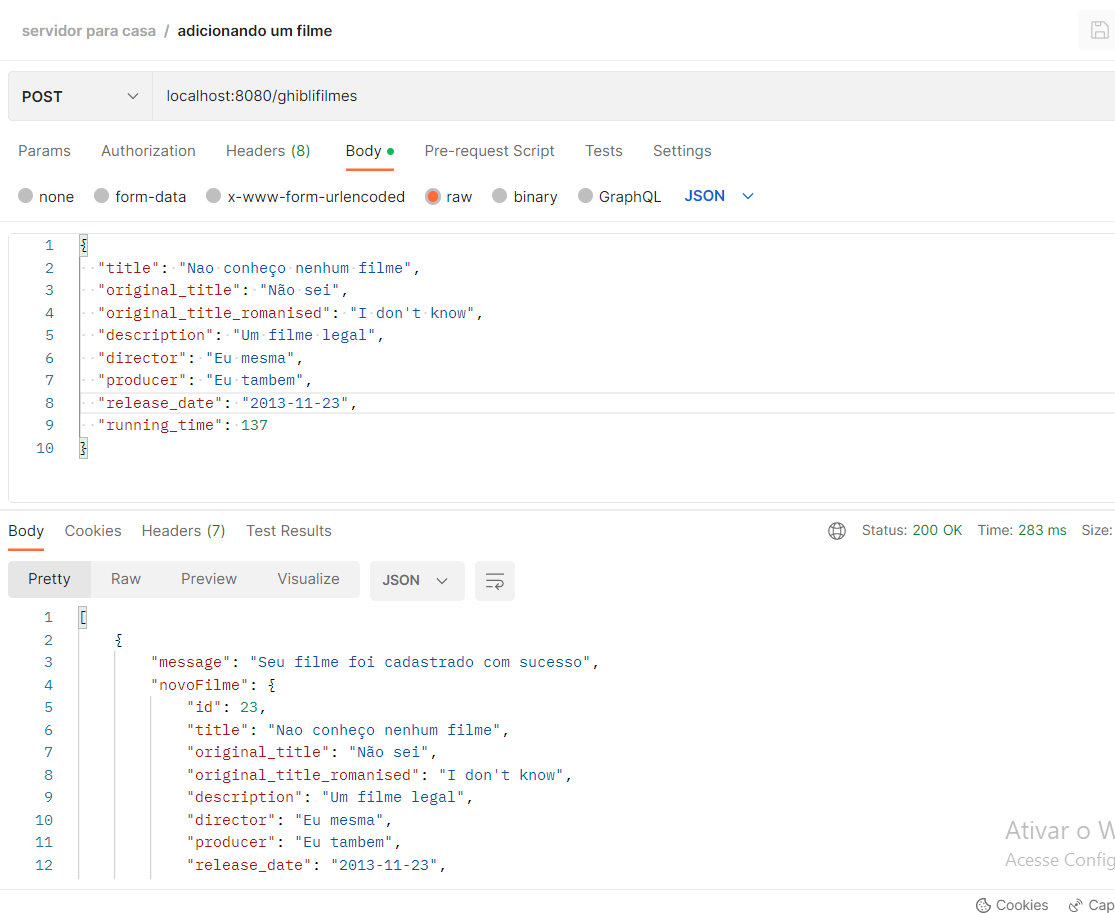 servidor para casa / adicionando um filme
POST localhost:8080/ghiblifilmes
Params Authorization Headers (8) Body Pre-request Script Tests Settings
none form-data x-www-form-urlencoded raw binary GraphQL JSON
1 {
2 "title": "Nao conheço nenhum filme",
3 "original_title": "Não sei",
4 "original_title_romanised": "I don't know",
5 "description": "Um filme legal",
6 "director": "Eu mesma",
7 "producer": "Eu tambem",
8 "release_date": "2013-11-23",
9 "running_time": 137
10 }
Body Cookies Headers (7) Test Results Status: 200 OK Time: 283 ms Size:
Pretty Raw Preview Visualize JSON
1 [
2 {
3 "message": "Seu filme foi cadastrado com sucesso",
4 "novoFilme": {
5 "id": 23,
6 "title": "Nao conheço nenhum filme",
7 "original_title": "Não sei",
8 "original_title_romanised": "I don't know",
9 "description": "Um filme legal",
10 "director": "Eu mesma",
11 "producer": "Eu tambem",
12 "release_date": "2013-11-23",
Ativar o W
Acesse Config
Cookies Cap